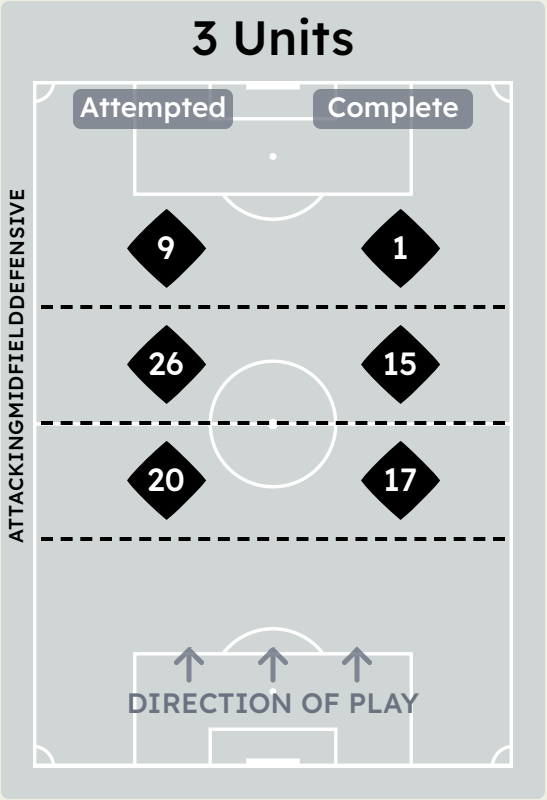 3 Units
Attempted Complete
9 1
26 15
20 17
ATTACKINGMIDFIELDDEFENSIVE
DIRECTION OF PLAY